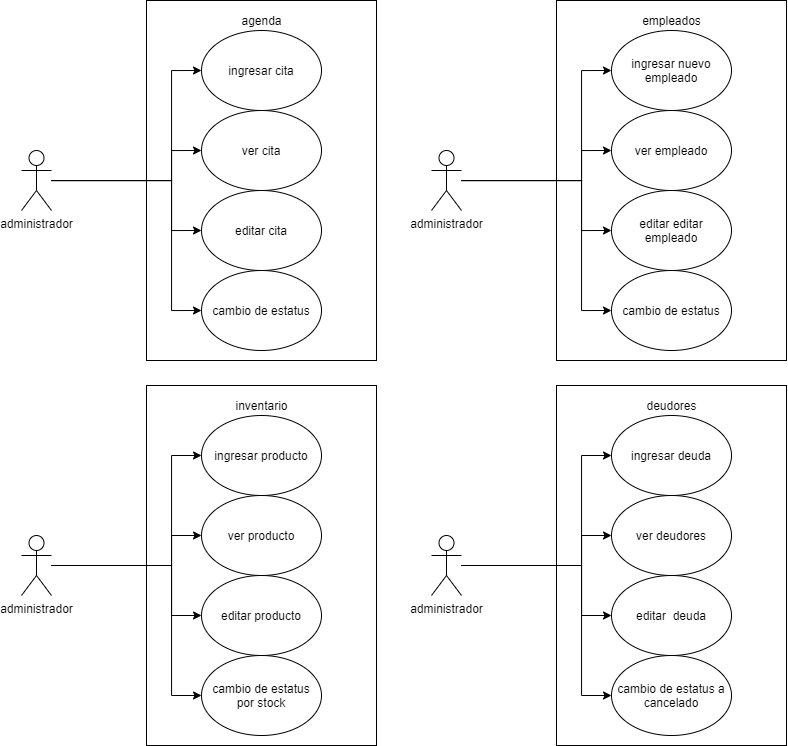 agenda
ingresar cita
ver cita
administrador
editar cita
cambio de estatus
empleados
ingresar nuevo
empleado
ver empleado
administrador
editar editar
empleado
cambio de estatus
inventario
ingresar producto
ver producto
administrador
editar producto
cambio de estatus
por stock
deudores
ingresar deuda
ver deudores
administrador
editar  deuda
cambio de estatus a
cancelado